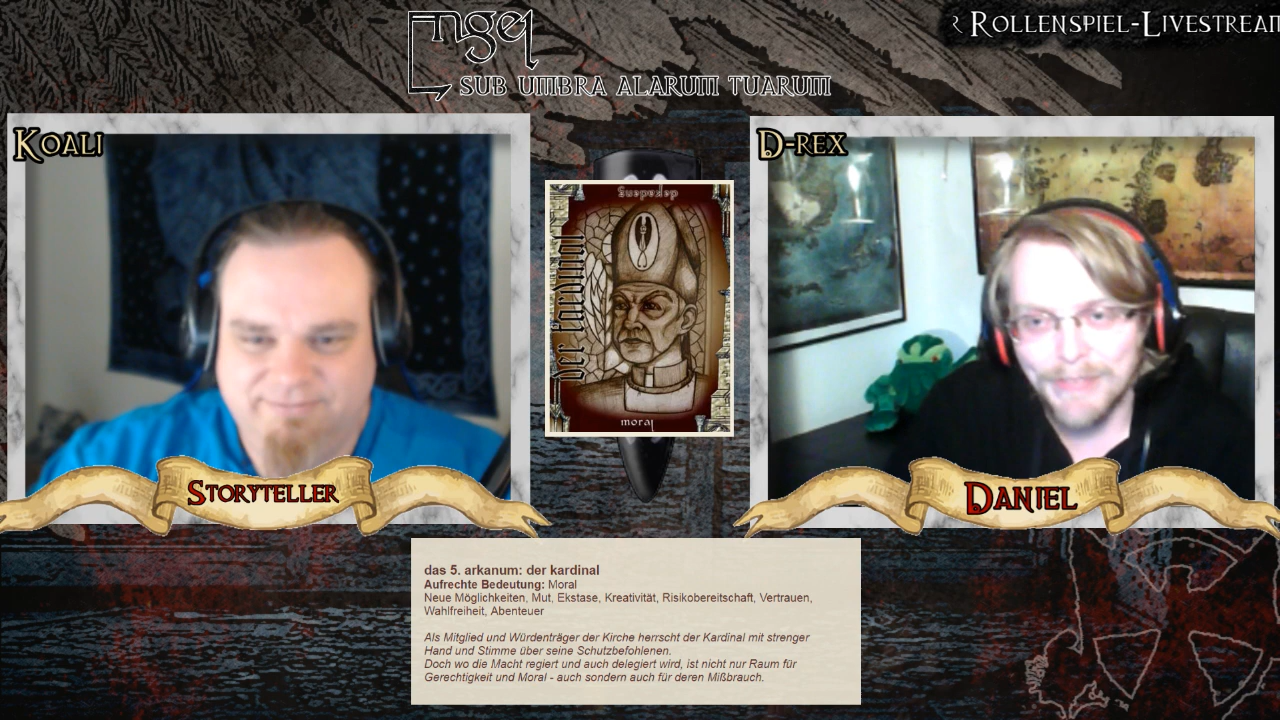 Engel
SUB UMBRA ALARUM TUARUM
ROLLENSPIEL-LIVESTREAM
KOALI
D-REX
der kardinal
moral
STORYTELLER
DANIEL
das 5. arkanum: der kardinal
Aufrechte Bedeutung: Moral
Neue Möglichkeiten, Mut, Ekstase, Kreativität, Risikobereitschaft, Vertrauen,
Wahlfreiheit, Abenteuer
Als Mitglied und Würdenträger der Kirche herrscht der Kardinal mit strenger
Hand und Stimme über seine Schutzbefohlenen.
Doch wo die Macht regiert und auch delegiert wird, ist nicht nur Raum für
Gerechtigkeit und Moral - auch sondern auch für deren Mißbrauch.